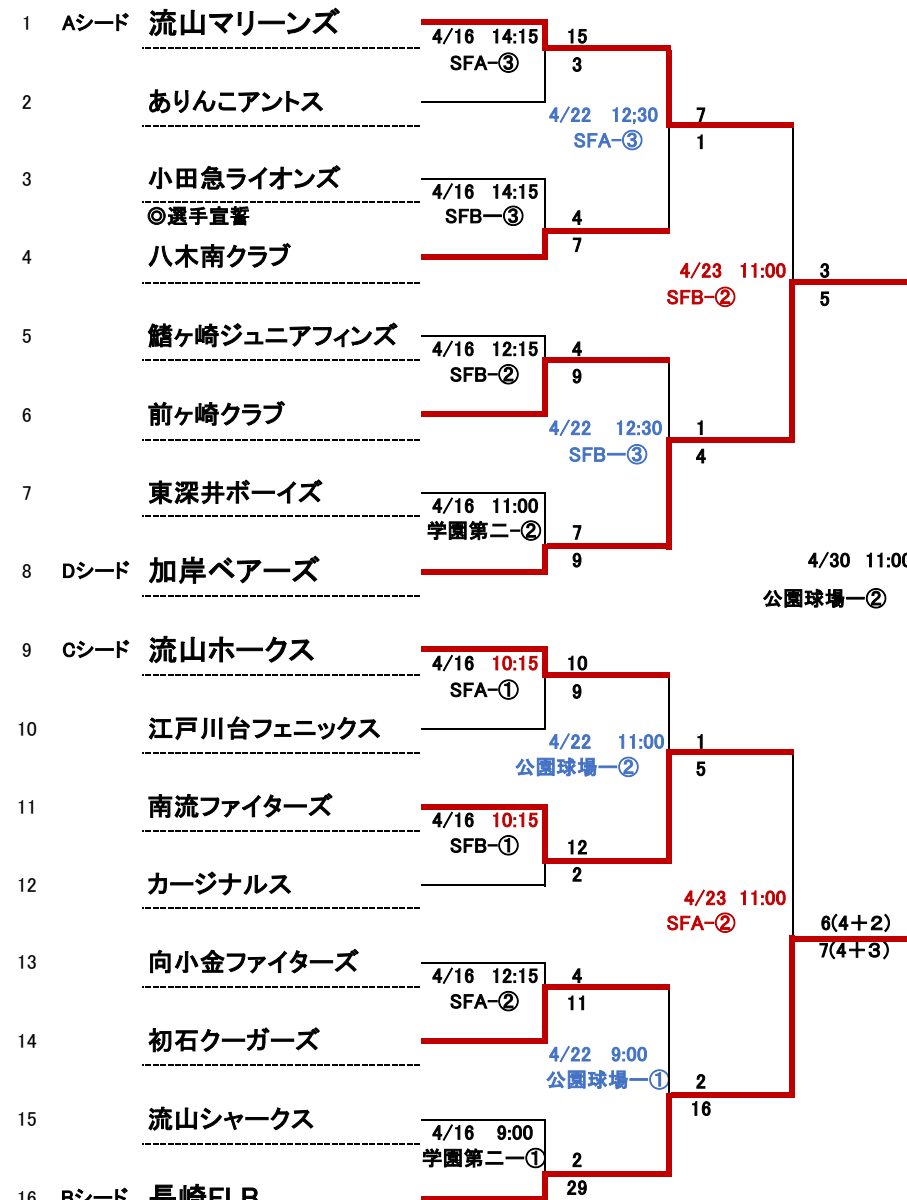 1 Aシード 流山マリーンズ
4/16 14:15 15
SFA-③ 3
2 ありんこアントス
4/22 12;30 7
SFA-③ 1
3 小田急ライオンズ
4/16 14:15
◎選手宣誓 SFB―③ 4
4 八木南クラブ 7
4/23 11:00 3
SFB-② 5
5 鰭ヶ崎ジュニアフィンズ
4/16 12:15 4
SFB-② 9
6 前ヶ崎クラブ
4/22 12:30 1
SFB―③ 4
7 東深井ボーイズ
4/16 11:00
学園第二-② 7
8 Dシード 加岸ベアーズ 9
4/30 11:00
公園球場―②
9 Cシード 流山ホークス
4/16 10:15 10
SFA-① 9
10 江戸川台フェニックス
4/22 11:00 1
公園球場―② 5
11 南流ファイターズ
4/16 10:15
SFB-① 12
12 カージナルス 2
4/23 11:00
SFA-② 6(4+2)
7(4+3)
13 向小金ファイターズ
4/16 12:15 4
SFA-② 11
14 初石クーガーズ
4/22 9:00
公園球場―① 2
16
15 流山シャークス
4/16 9:00
学園第二―① 2
16 Bシード 長崎FLB 29